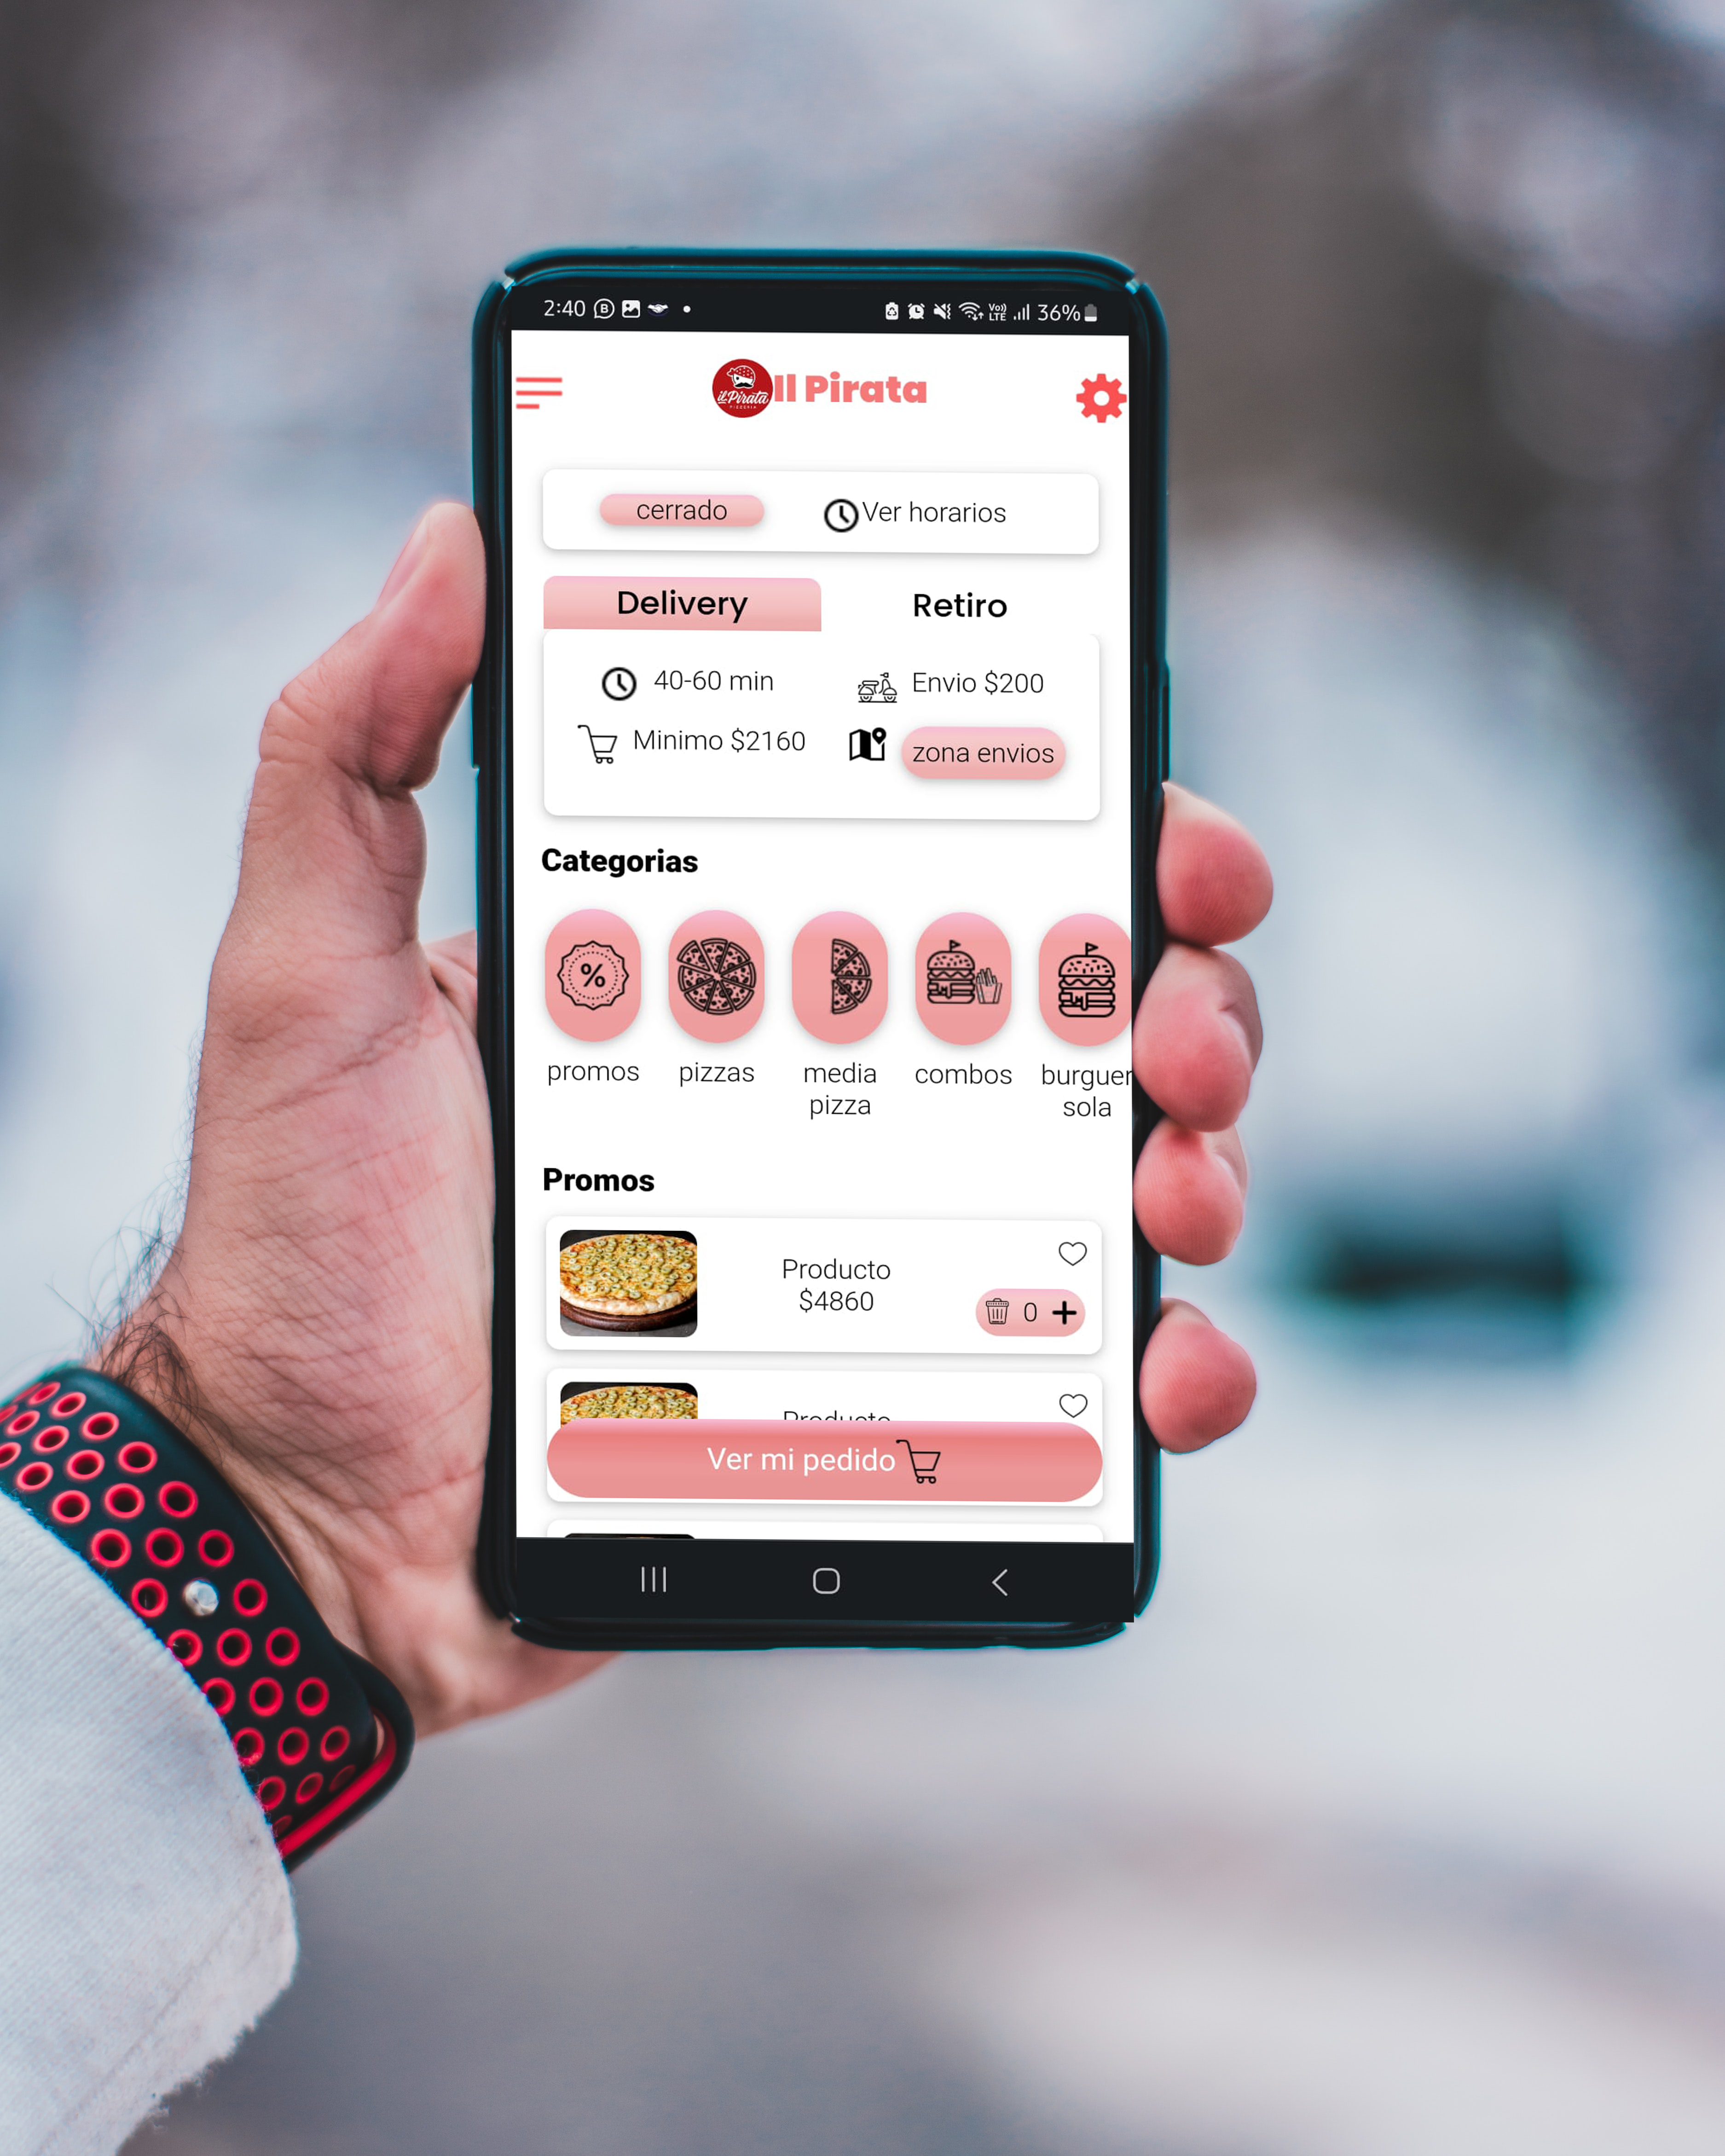 2:40
Vo))
LTE
36%
il Pirata
PIZZERIA
Il Pirata
cerrado
Ver horarios
Delivery
Retiro
40-60 min
Envio $200
Minimo $2160
zona envios
Categorias
%
promos
pizzas
media
pizza
combos
burguer
sola
Promos
Producto
$4860
0
Producto
Ver mi pedido